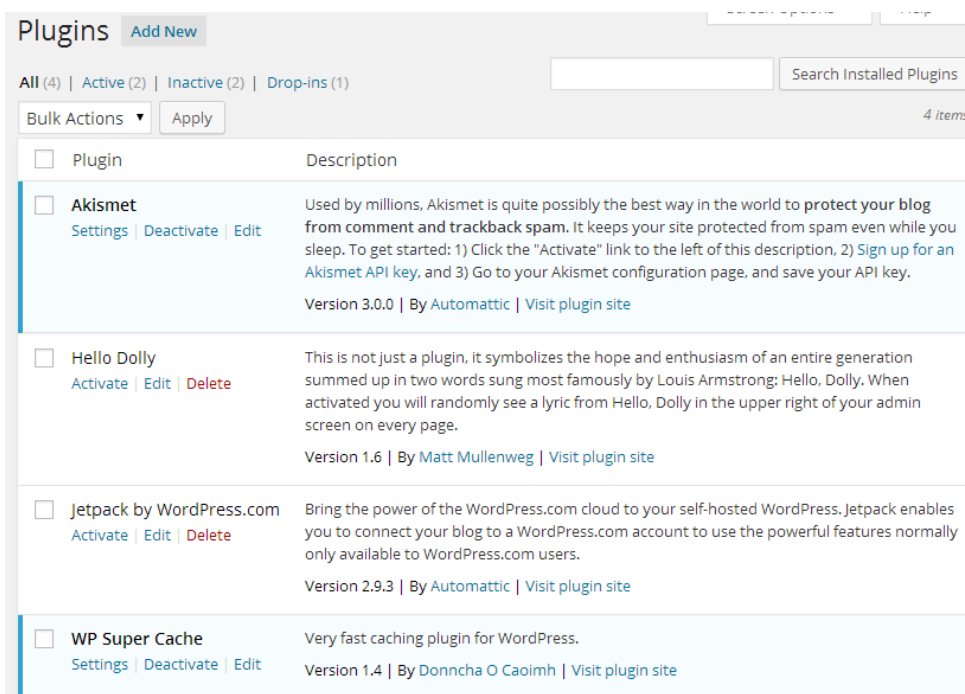 Plugins Add New
All (4) | Active (2) | Inactive (2) | Drop-ins (1)
Search Installed Plugins
Bulk Actions ▼ Apply
4 items
Plugin Description
Akismet
Settings | Deactivate | Edit
Used by millions, Akismet is quite possibly the best way in the world to protect your blog
from comment and trackback spam. It keeps your site protected from spam even while you
sleep. To get started: 1) Click the "Activate" link to the left of this description, 2) Sign up for an
Akismet API key, and 3) Go to your Akismet configuration page, and save your API key.
Version 3.0.0 | By Automattic | Visit plugin site
Hello Dolly
Activate | Edit | Delete
This is not just a plugin, it symbolizes the hope and enthusiasm of an entire generation
summed up in two words sung most famously by Louis Armstrong: Hello, Dolly. When
activated you will randomly see a lyric from Hello, Dolly in the upper right of your admin
screen on every page.
Version 1.6 | By Matt Mullenweg | Visit plugin site
Jetpack by WordPress.com
Activate | Edit | Delete
Bring the power of the WordPress.com cloud to your self-hosted WordPress. Jetpack enables
you to connect your blog to a WordPress.com account to use the powerful features normally
only available to WordPress.com users.
Version 2.9.3 | By Automattic | Visit plugin site
WP Super Cache
Settings | Deactivate | Edit
Very fast caching plugin for WordPress.
Version 1.4 | By Donncha O Caoimh | Visit plugin site